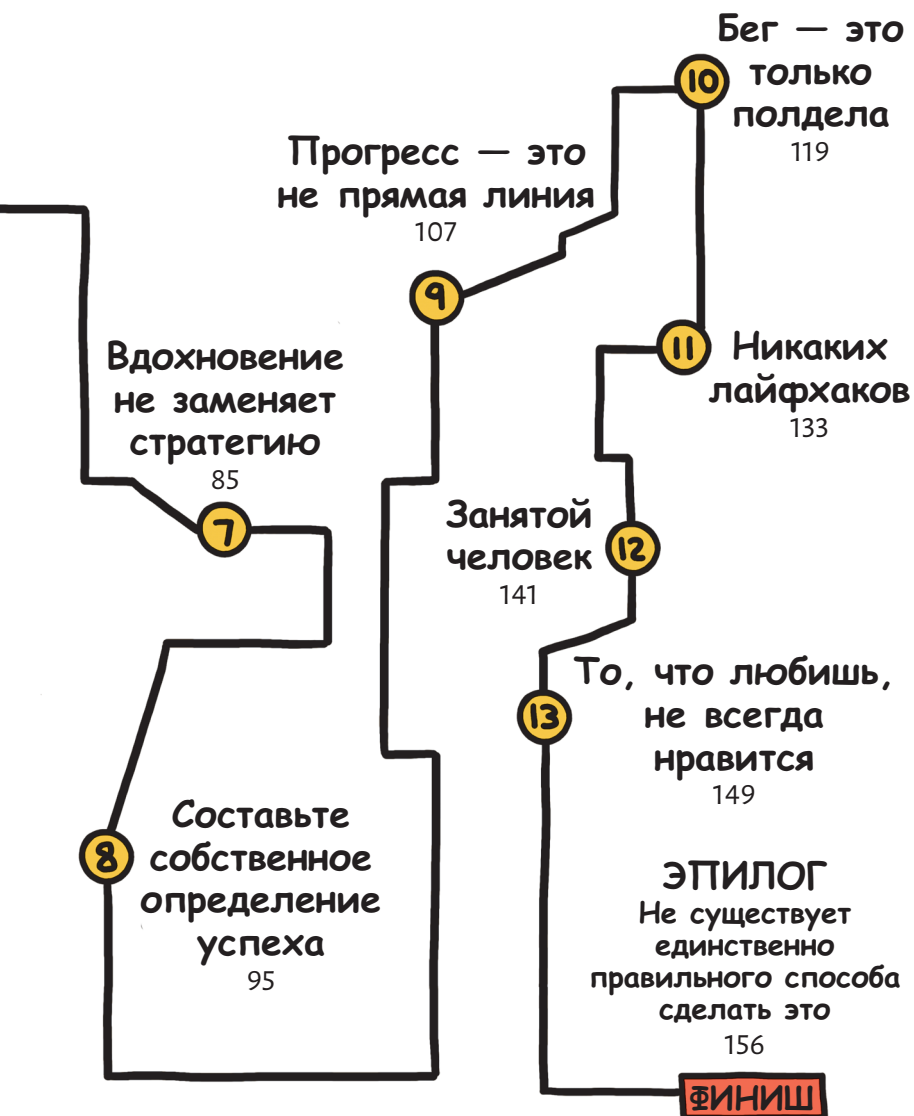 Вдохновение
не заменяет
стратегию
85
7
8
Составьте
собственное
определение
успеха
95
Прогресс — это
не прямая линия
107
9
10
Бег — это
только
полдела
119
11
Никаких
лайфхаков
133
Занятой
человек
141
12
13
То, что любишь,
не всегда
нравится
149
ЭПИЛОГ
Не существует
единственно
правильного способа
сделать это
156
ФИНИШ